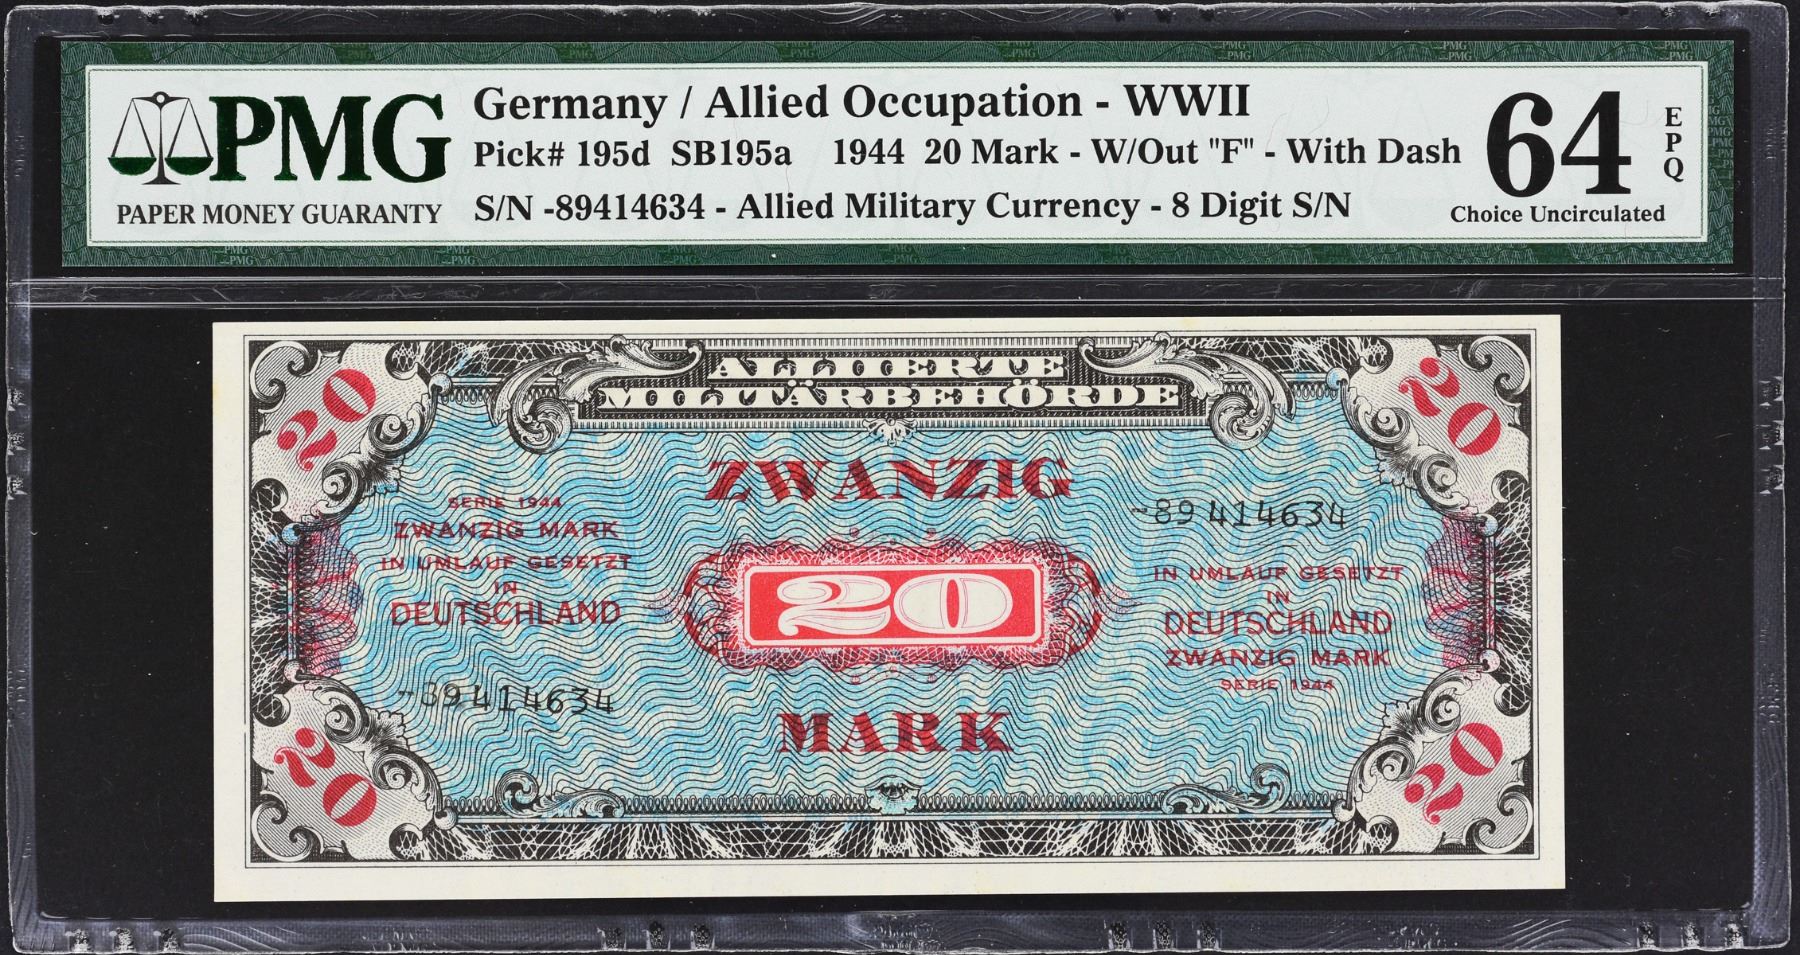 PMG
PAPER MONEY GUARANTY
Germany / Allied Occupation - WWII
Pick# 195d SB195a 1944 20 Mark - W/Out "F" - With Dash
S/N -89414634 - Allied Military Currency - 8 Digit S/N
64
EPQ
Choice Uncirculated
20
ALLIIERTE
MILITÄRBEHÖRDE
20
ZWANZIG
SERIE 1944
ZWANZIG MARK
IN UMLAUF GESETZT
IN
DEUTSCHLAND
-89414634
20
-89414634
IN UMLAUF GESETZT
IN
DEUTSCHLAND
ZWANZIG MARK
SERIE 1944
MARK
20
20